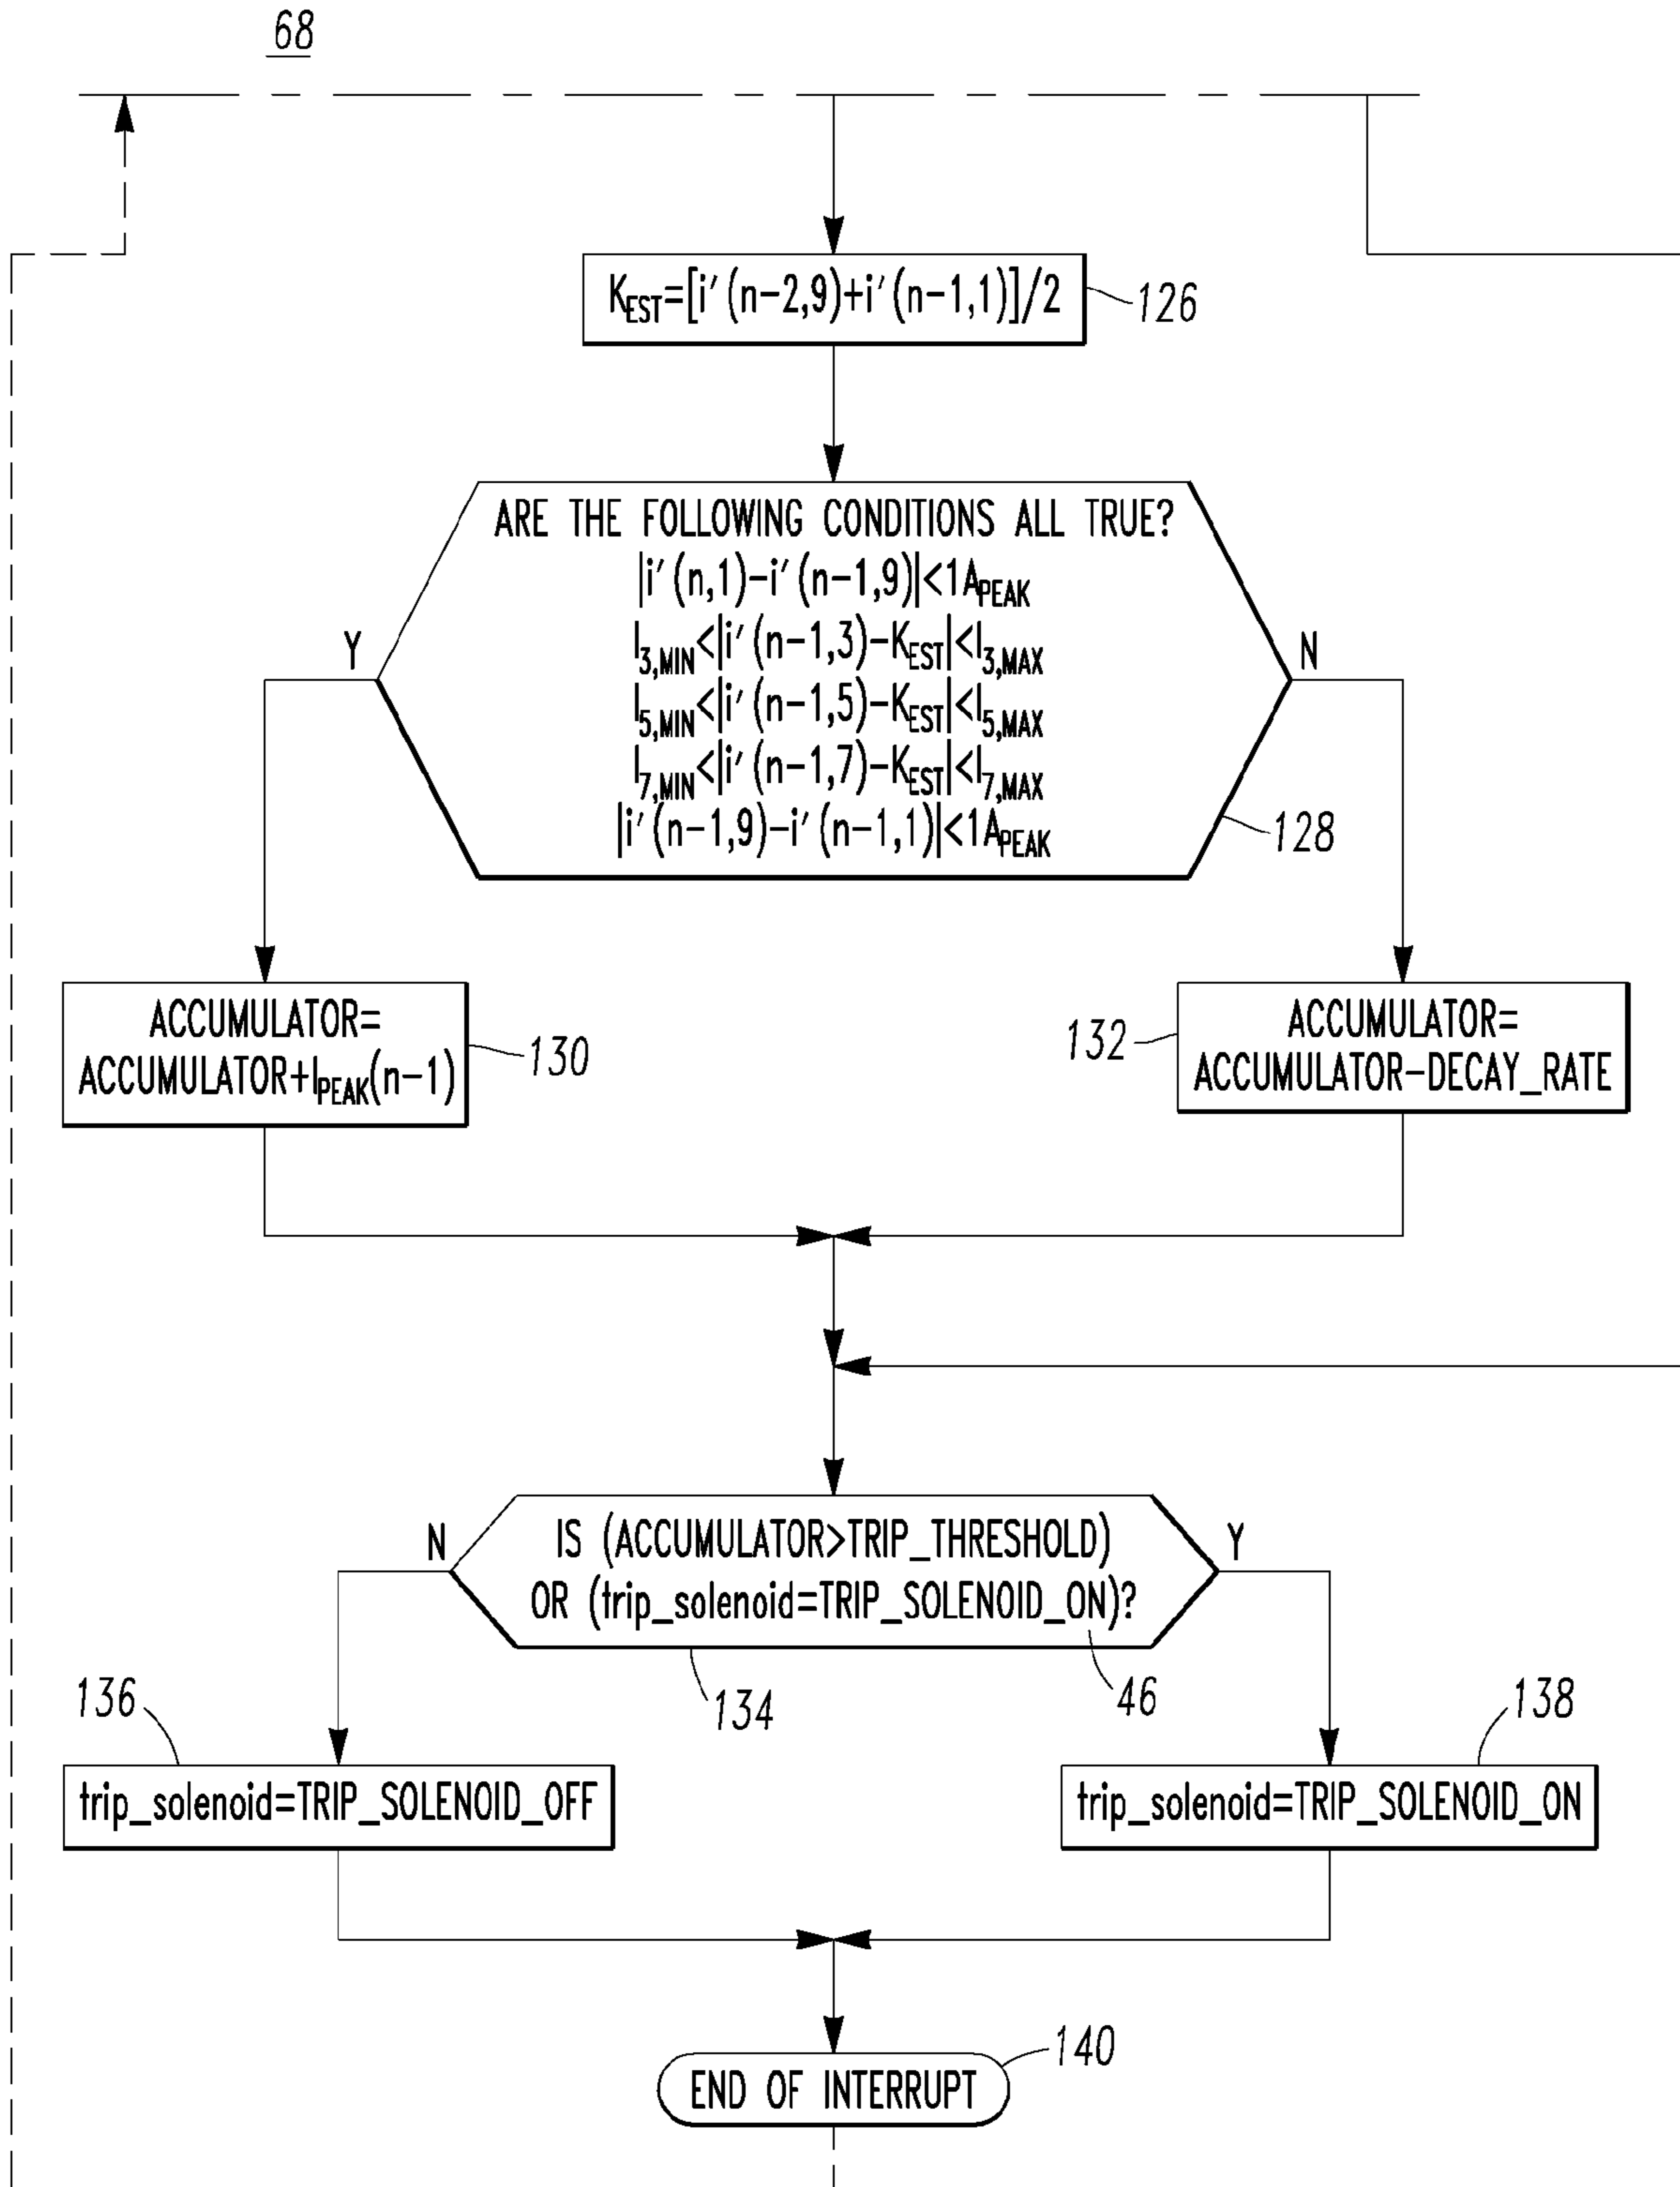 68
K_EST=[i′(n−2,9)+i′(n−1,1)]/2
126
ARE THE FOLLOWING CONDITIONS ALL TRUE?
|i′(n,1)−i′(n−1,9)|<1A_PEAK
I_3,MIN<|i′(n−1,3)−K_EST|<I_3,MAX
Y
N
I_5,MIN<|i′(n−1,5)−K_EST|<I_5,MAX
I_7,MIN<|i′(n−1,7)−K_EST|<I_7,MAX
|i′(n−1,9)−i′(n−1,1)|<1A_PEAK
128
ACCUMULATOR=
ACCUMULATOR+I_PEAK(n−1)
130
132
ACCUMULATOR=
ACCUMULATOR−DECAY_RATE
N
IS (ACCUMULATOR>TRIP_THRESHOLD)
OR (trip_solenoid=TRIP_SOLENOID_ON)?
Y
136
134
46
138
trip_solenoid=TRIP_SOLENOID_OFF
trip_solenoid=TRIP_SOLENOID_ON
140
END OF INTERRUPT